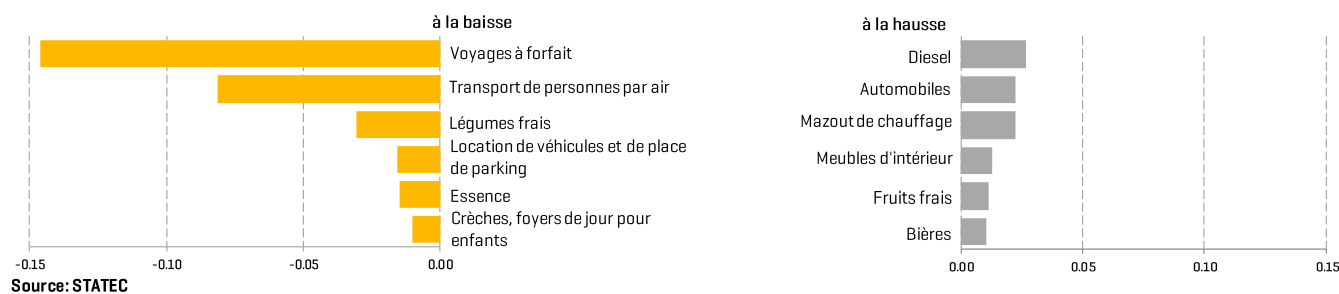 à la baisse
Voyages à forfait
Transport de personnes par air
Légumes frais
Location de véhicules et de place
de parking
Essence
Crèches, foyers de jour pour
enfants
-0.15 -0.10 -0.05 0.00
Source: STATEC
à la hausse
Diesel
Automobiles
Mazout de chauffage
Meubles d'intérieur
Fruits frais
Bières
0.00 0.05 0.10 0.15